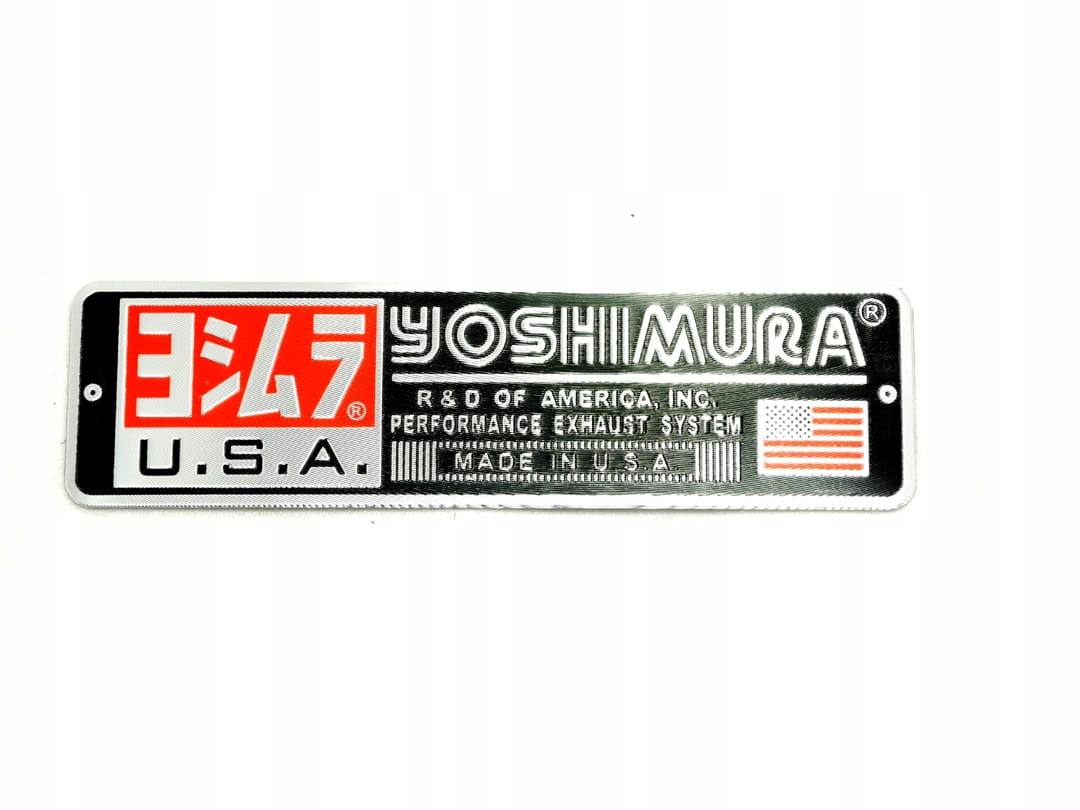 ヨシムラ®
U.S.A.
YOSHIMURA®
R & D OF AMERICA, INC.
PERFORMANCE EXHAUST SYSTEM
MADE IN U.S.A.